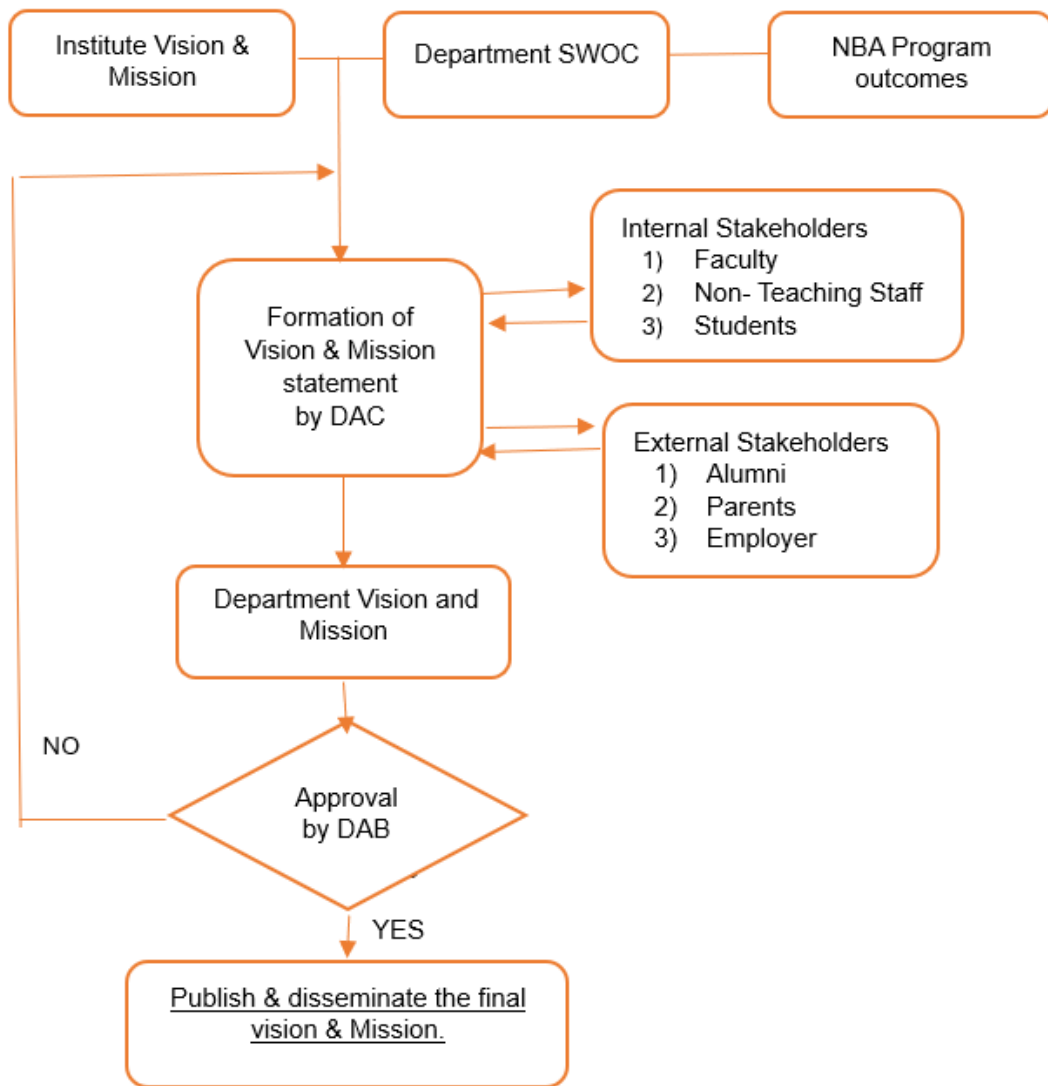 Institute Vision &
Mission
Department SWOC
NBA Program
outcomes
Internal Stakeholders
1) Faculty
2) Non- Teaching Staff
3) Students
Formation of
Vision & Mission
statement
by DAC
External Stakeholders
1) Alumni
2) Parents
3) Employer
Department Vision and
Mission
NO
Approval
by DAB
YES
Publish & disseminate the final
vision & Mission.